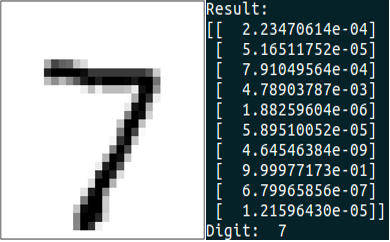 7
Result:
[[ 2.23470614e-04]
[ 5.16511752e-05]
[ 7.91049564e-04]
[ 4.78903787e-03]
[ 1.88259604e-06]
[ 5.89510052e-05]
[ 4.64546384e-09]
[ 9.99977173e-01]
[ 6.79965856e-07]
[ 1.21596430e-05]]
Digit: 7